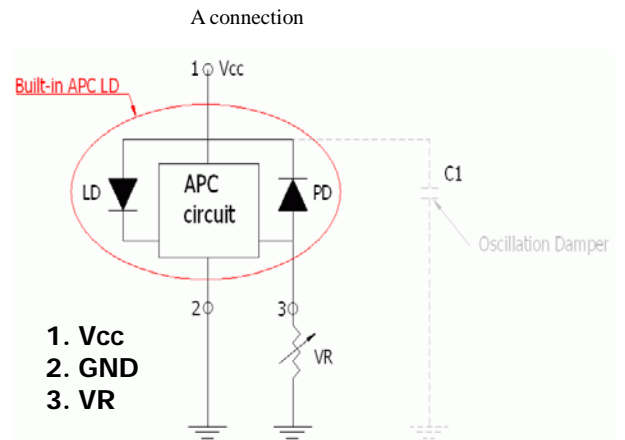 A connection
1 Vcc
Built-in APC LD
LD
APC
circuit
PD
C1
Oscillation Damper
2
3
VR
1. Vcc
2. GND
3. VR